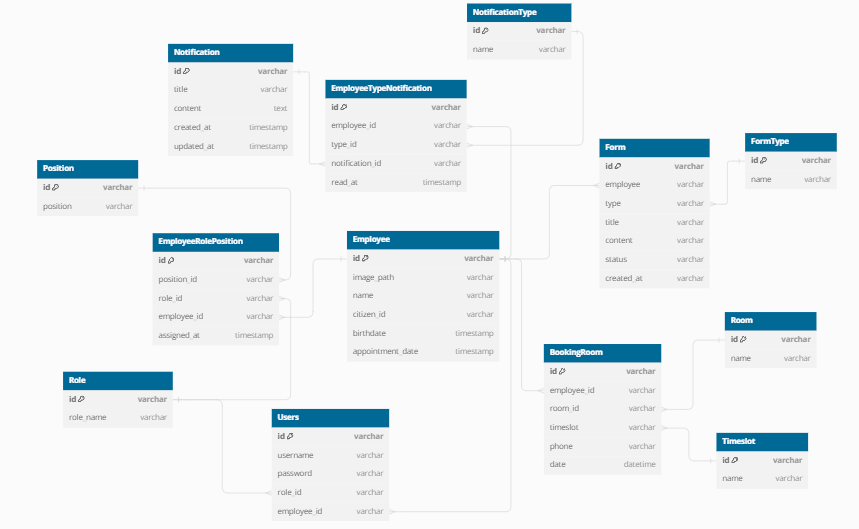 NotificationType
id varchar
name varchar
Notification
id varchar
title varchar
content text
created_at timestamp
updated_at timestamp
EmployeeTypeNotification
id varchar
employee_id varchar
type_id varchar
notification_id varchar
read_at timestamp
Form
id varchar
employee varchar
type varchar
title varchar
content varchar
status varchar
created_at varchar
FormType
id varchar
name varchar
Position
id varchar
position varchar
EmployeeRolePosition
id varchar
position_id varchar
role_id varchar
employee_id varchar
assigned_at timestamp
Employee
id varchar
image_path varchar
name varchar
citizen_id varchar
birthdate timestamp
appointment_date timestamp
Room
id varchar
name varchar
BookingRoom
id varchar
employee_id varchar
room_id varchar
timeslot varchar
phone varchar
date datetime
Role
id varchar
role_name varchar
Users
id varchar
username varchar
password varchar
role_id varchar
employee_id varchar
Timeslot
id varchar
name varchar